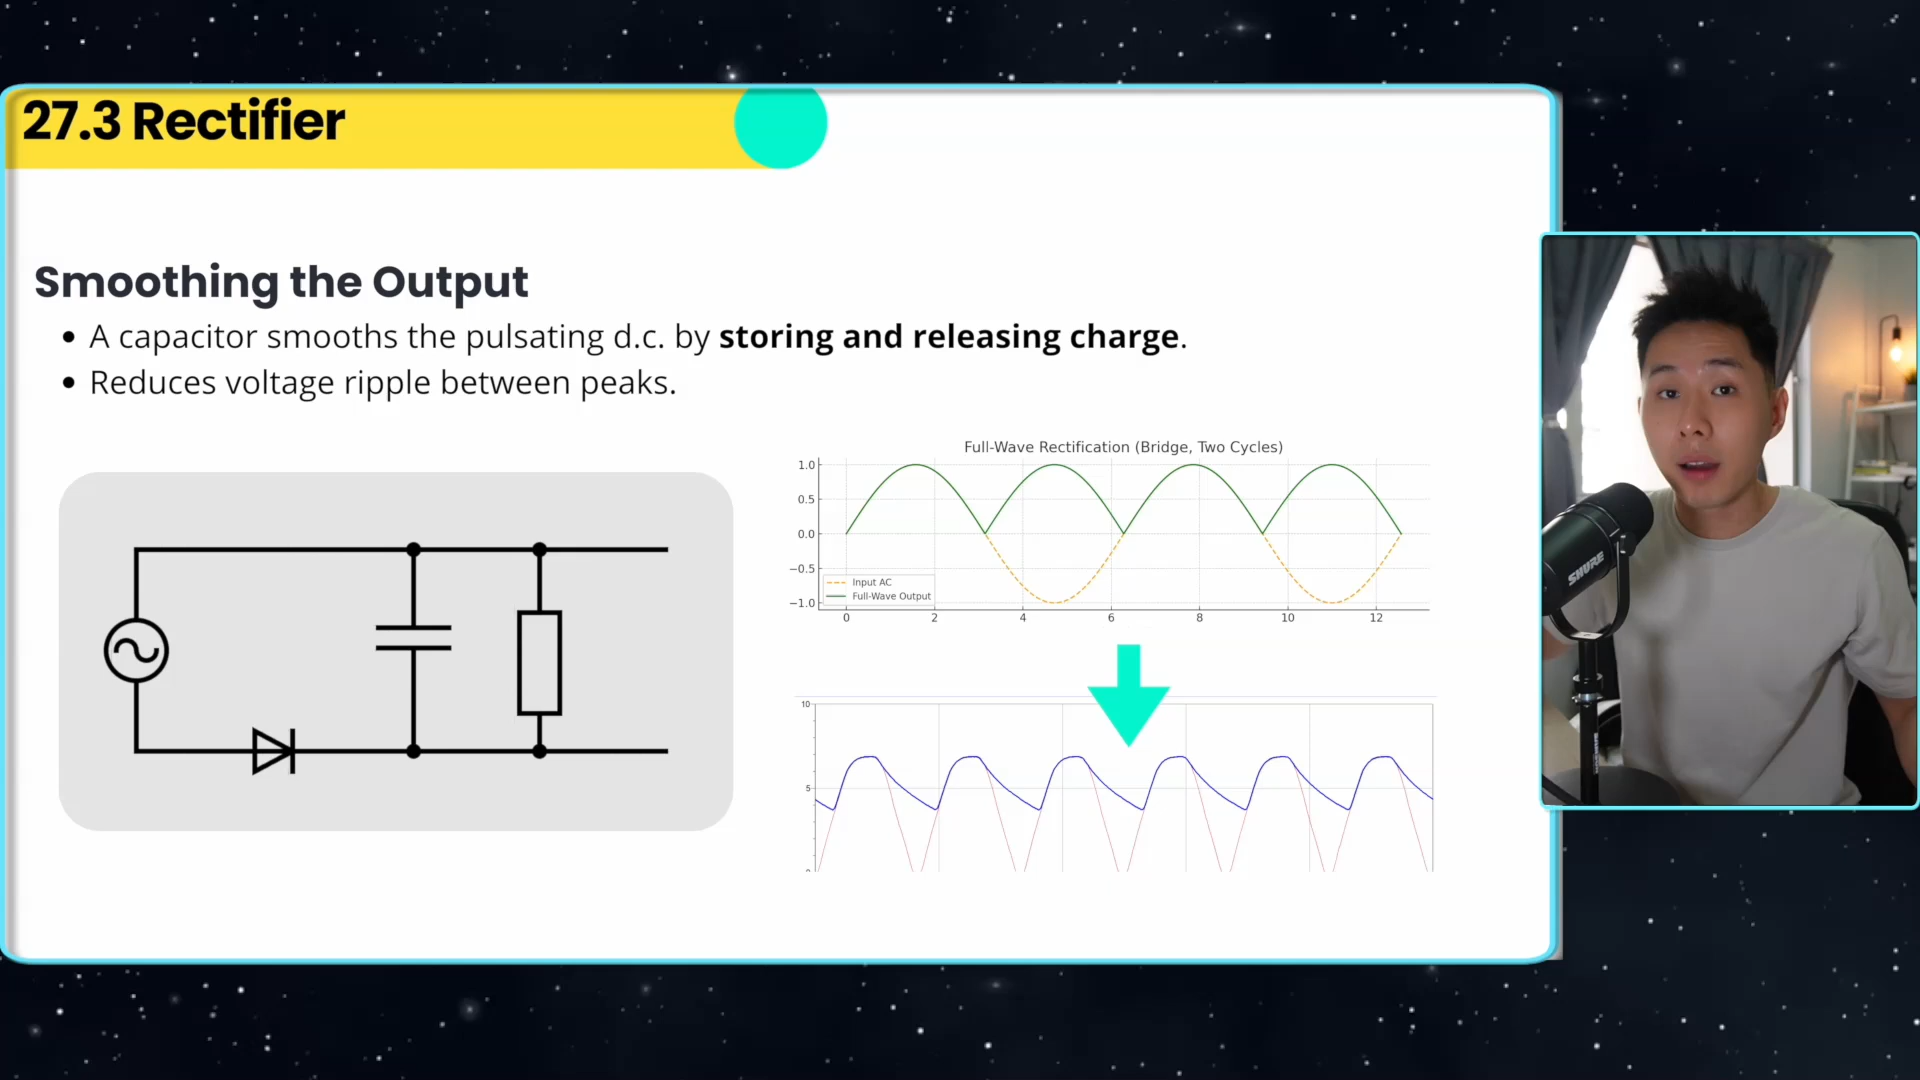 27.3 Rectifier
Smoothing the Output
• A capacitor smooths the pulsating d.c. by storing and releasing charge.
• Reduces voltage ripple between peaks.
Full-Wave Rectification (Bridge, Two Cycles)
1.0
0.5
0.0
−0.5
−1.0
Input AC
Full-Wave Output
0 2 4 6 8 10 12
10
5
SHURE